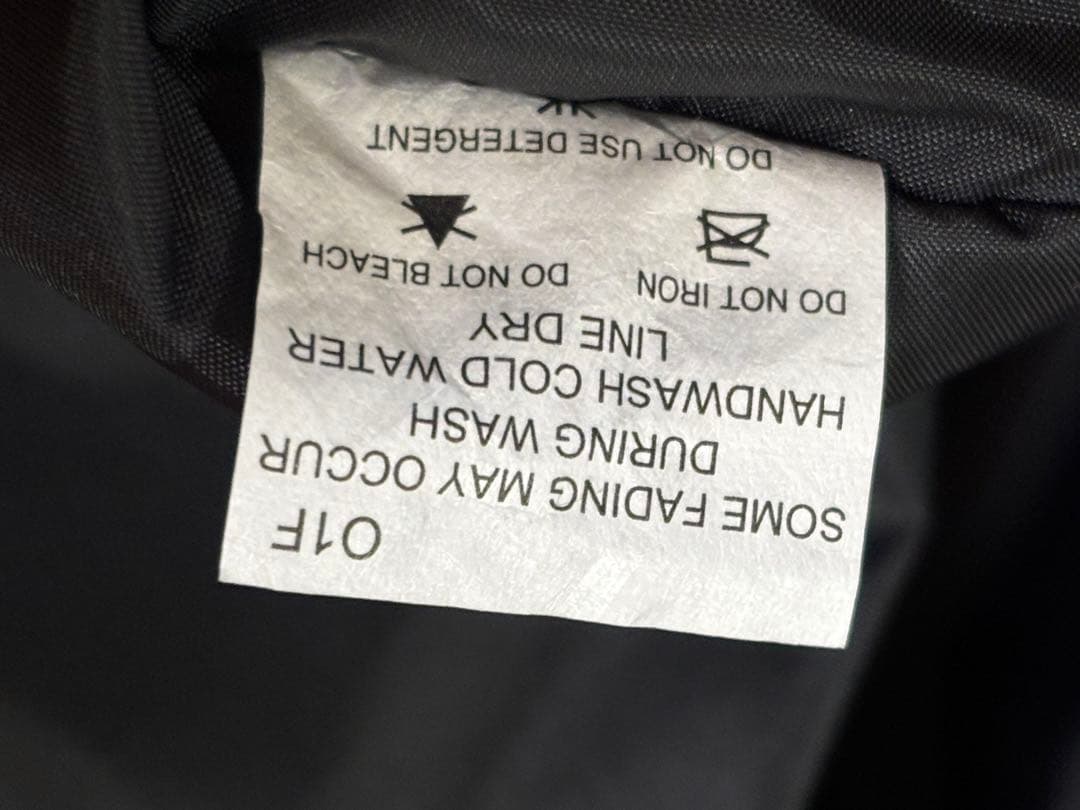 O1F
SOME FADING MAY OCCUR
DURING WASH
HANDWASH COLD WATER
LINE DRY
DO NOT IRON DO NOT BLEACH
DO NOT USE DETERGENT